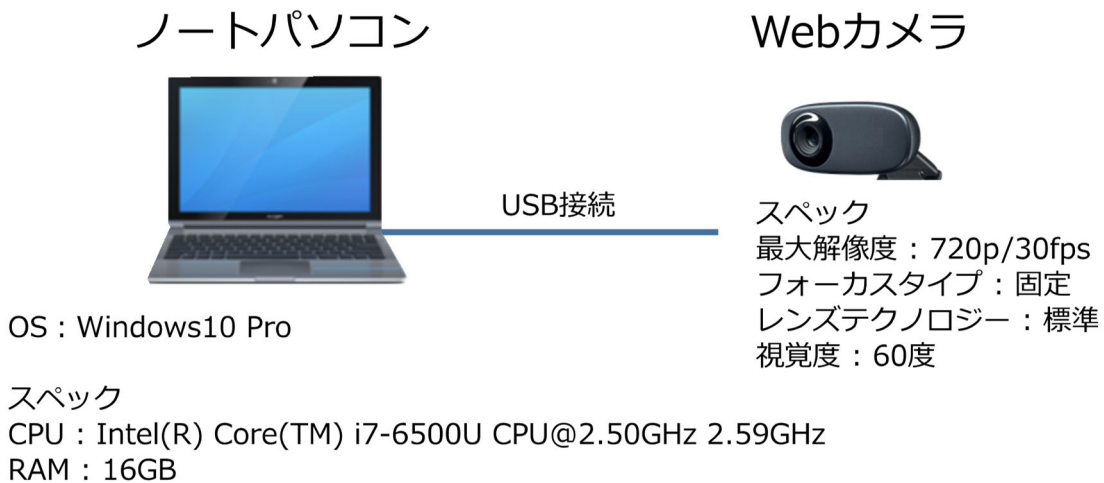 ノートパソコン
Webカメラ
USB接続
スペック
最大解像度：720p/30fps
フォーカスタイプ：固定
レンズテクノロジー：標準
視覚度：60度
OS：Windows10 Pro
スペック
CPU：Intel(R) Core(TM) i7-6500U CPU@2.50GHz 2.59GHz
RAM：16GB